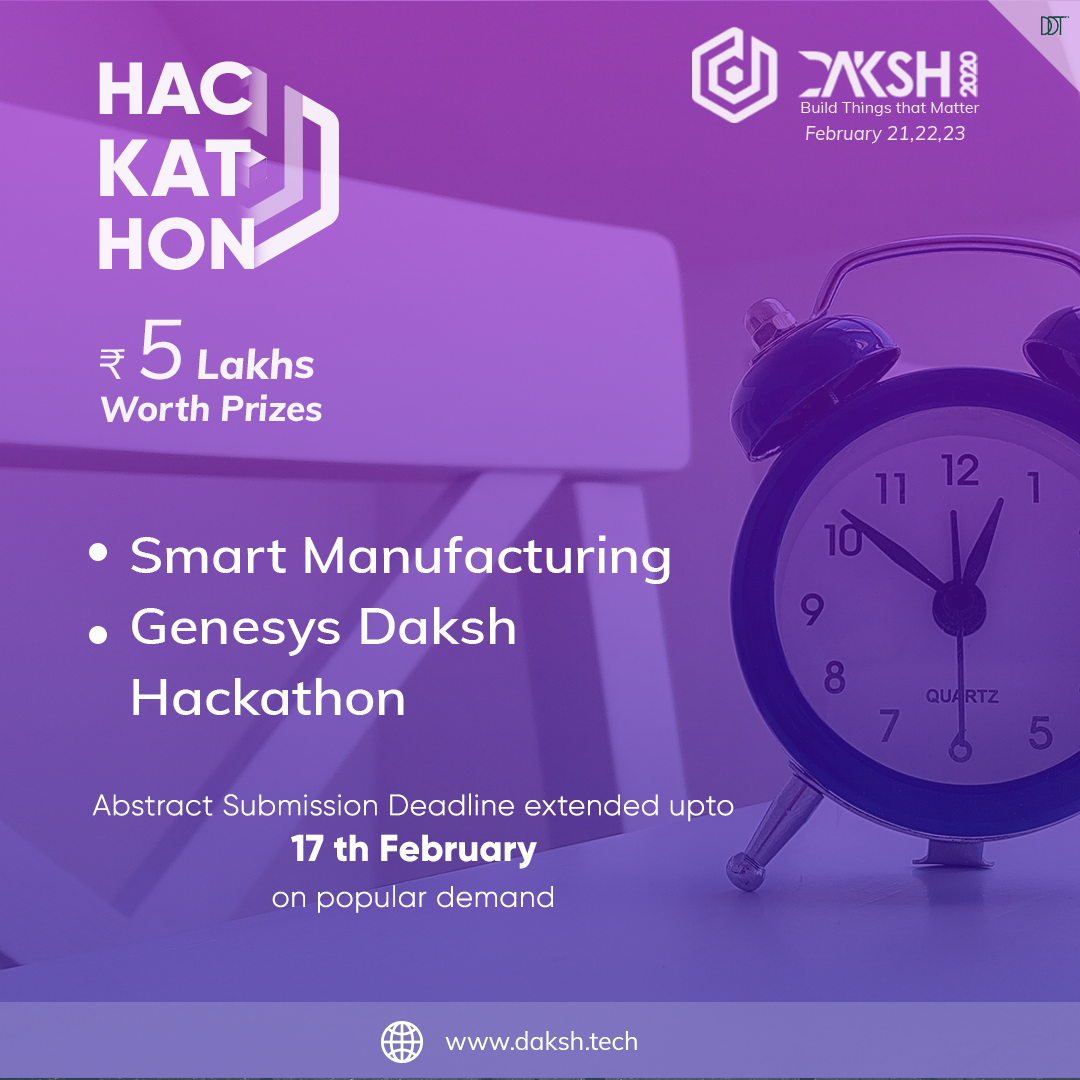 HAC
KAT
HON
DAKSH 2020
Build Things that Matter
February 21,22,23
DDT
₹ 5 Lakhs
Worth Prizes
• Smart Manufacturing
• Genesys Daksh
Hackathon
12
11
1
10
9
8
7
5
QUARTZ
Abstract Submission Deadline extended upto
17 th February
on popular demand
www.daksh.tech